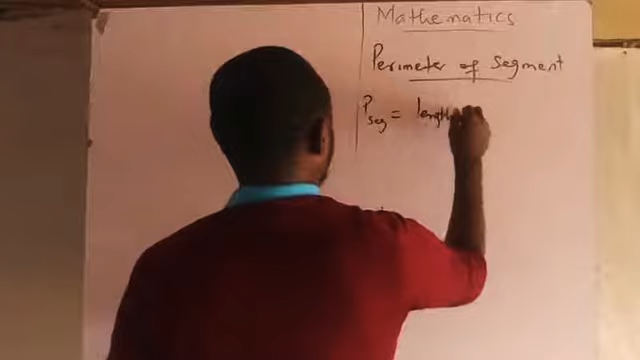 Mathematics
Perimeter of Segment
Pseg = length